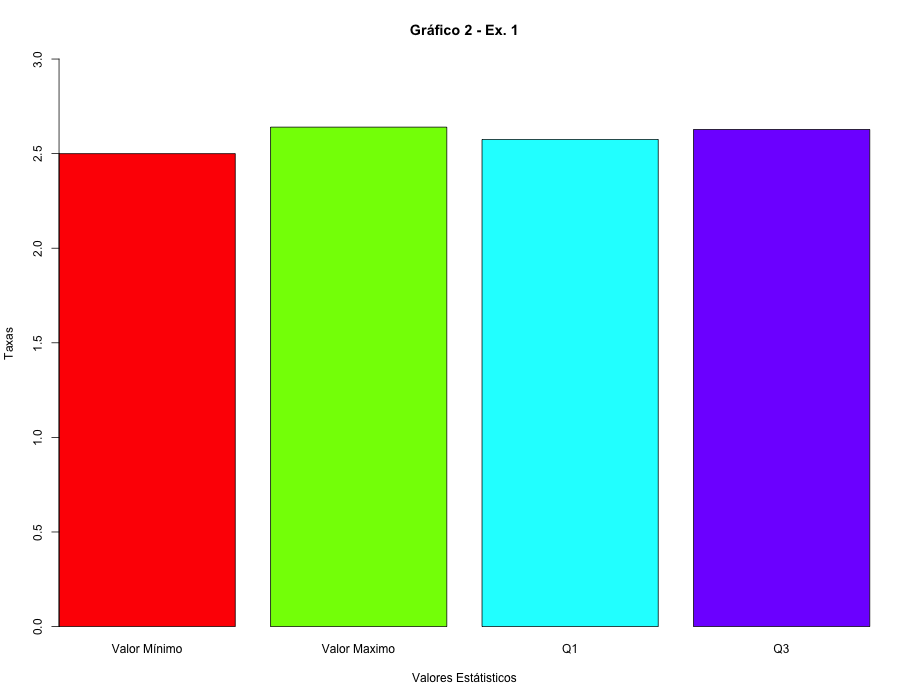 Gráfico 2 - Ex. 1
3.0
2.5
2.0
1.5
1.0
0.5
0.0
Taxas
Valor Mínimo
Valor Maximo
Q1
Q3
Valores Estátisticos